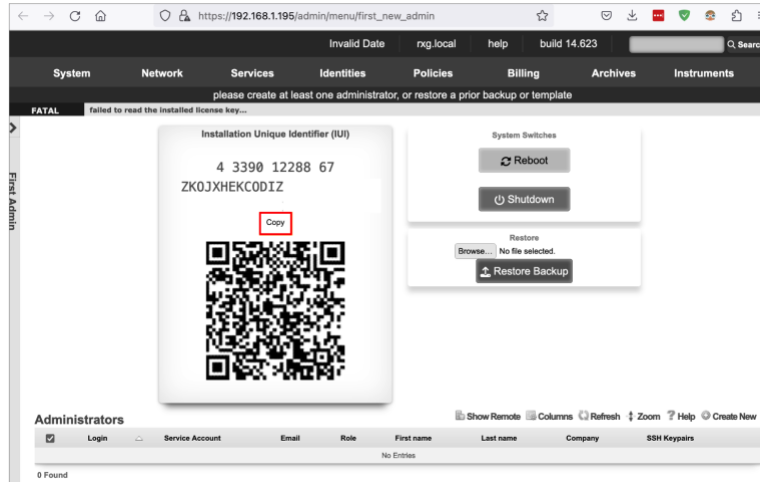 https://192.168.1.195/admin/menu/first_new_admin
Invalid Date rxg.local help build 14.623 Searc
System Network Services Identities Policies Billing Archives Instruments
please create at least one administrator, or restore a prior backup or template
FATAL failed to read the installed license key...
First Admin
Installation Unique Identifier (IUI)
4 3390 12288 67
ZKOJXHEKCODIZ
Copy
System Switches
Reboot
Shutdown
Restore
Browse... No file selected.
Restore Backup
Administrators
Show Remote Columns Refresh Zoom Help Create New
Login Service Account Email Role First name Last name Company SSH Keypairs
No Entries
0 Found